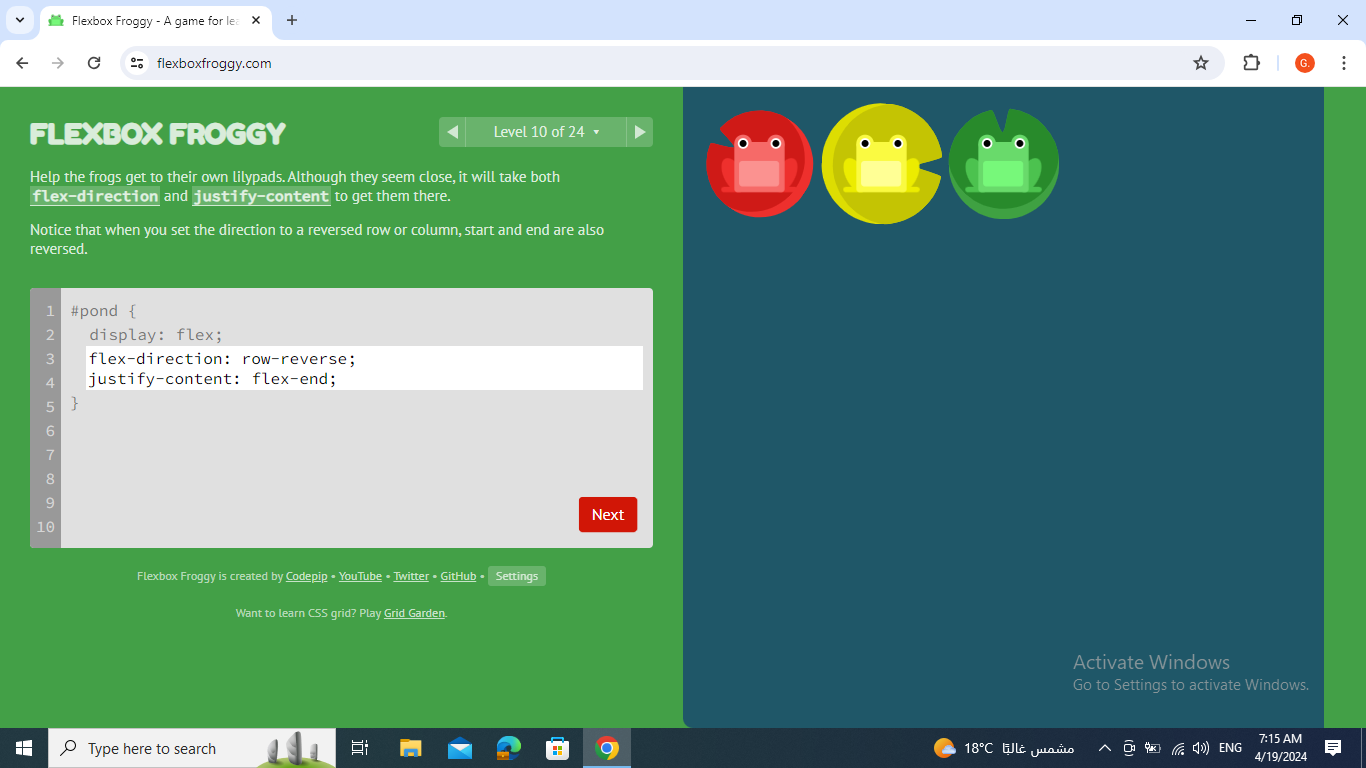 Flexbox Froggy - A game for lea
flexboxfroggy.com
G.
FLEXBOX FROGGY
Level 10 of 24
Help the frogs get to their own lilypads. Although they seem close, it will take both
flex-direction and justify-content to get them there.
Notice that when you set the direction to a reversed row or column, start and end are also
reversed.
1 #pond {
2 display: flex;
3 flex-direction: row-reverse;
4 justify-content: flex-end;
5 }
6
7
8
9
10
Next
Flexbox Froggy is created by Codepip • YouTube • Twitter • GitHub • Settings
Want to learn CSS grid? Play Grid Garden.
Activate Windows
Go to Settings to activate Windows.
Type here to search
18°C مشمس غالبًا
ENG
7:15 AM
4/19/2024